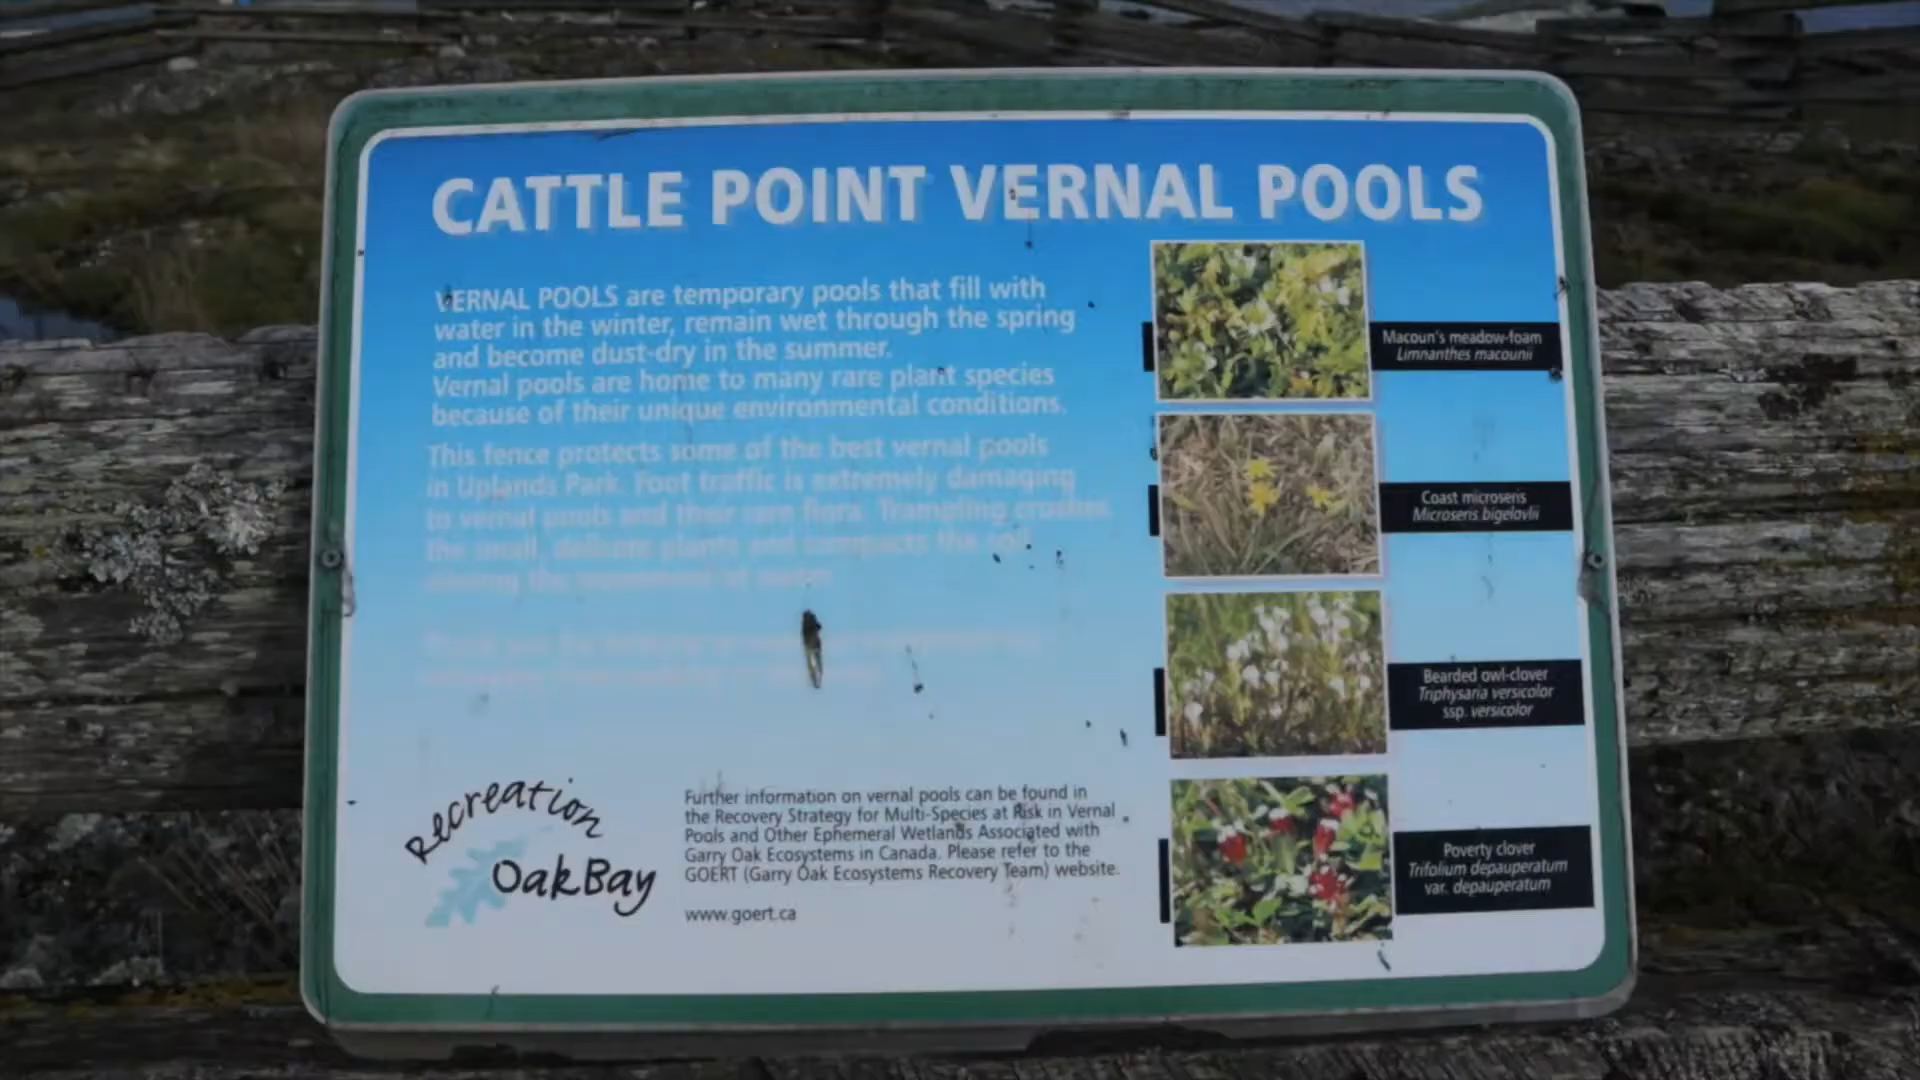 CATTLE POINT VERNAL POOLS
VERNAL POOLS are temporary pools that fill with
water in the winter, remain wet through the spring
and become dust-dry in the summer.
Vernal pools are home to many rare plant species
because of their unique environmental conditions.
This fence protects some of the best vernal pools
in Uplands Park. Foot traffic is extremely damaging
to vernal pools and their rare flora. Trampling crushes
the small, delicate plants and compacts the soil
Macoun's meadow-foam
Limnanthes macounii
Coast microseris
Microseris bigelovii
Bearded owl-clover
Triphysaria versicolor
ssp. versicolor
Poverty clover
Trifolium depauperatum
var. depauperatum
Recreation
Oak Bay
Further information on vernal pools can be found in
the Recovery Strategy for Multi-Species at Risk in Vernal
Pools and Other Ephemeral Wetlands Associated with
Garry Oak Ecosystems in Canada. Please refer to the
GOERT (Garry Oak Ecosystems Recovery Team) website.
www.goert.ca